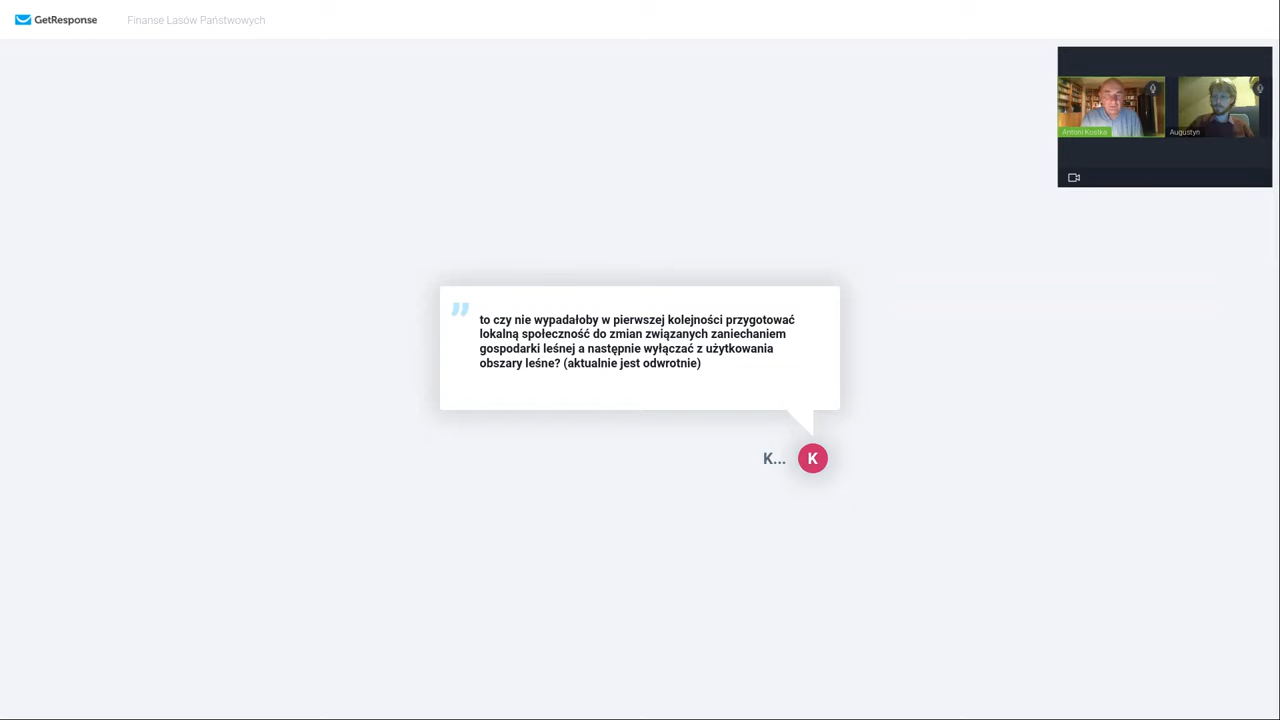 GetResponse
Finanse Lasów Państwowych
Antoni Kostka
Augustyn
to czy nie wypadałoby w pierwszej kolejności przygotować
lokalną społeczność do zmian związanych zaniechaniem
gospodarki leśnej a następnie wyłączać z użytkowania
obszary leśne? (aktualnie jest odwrotnie)
K...
K